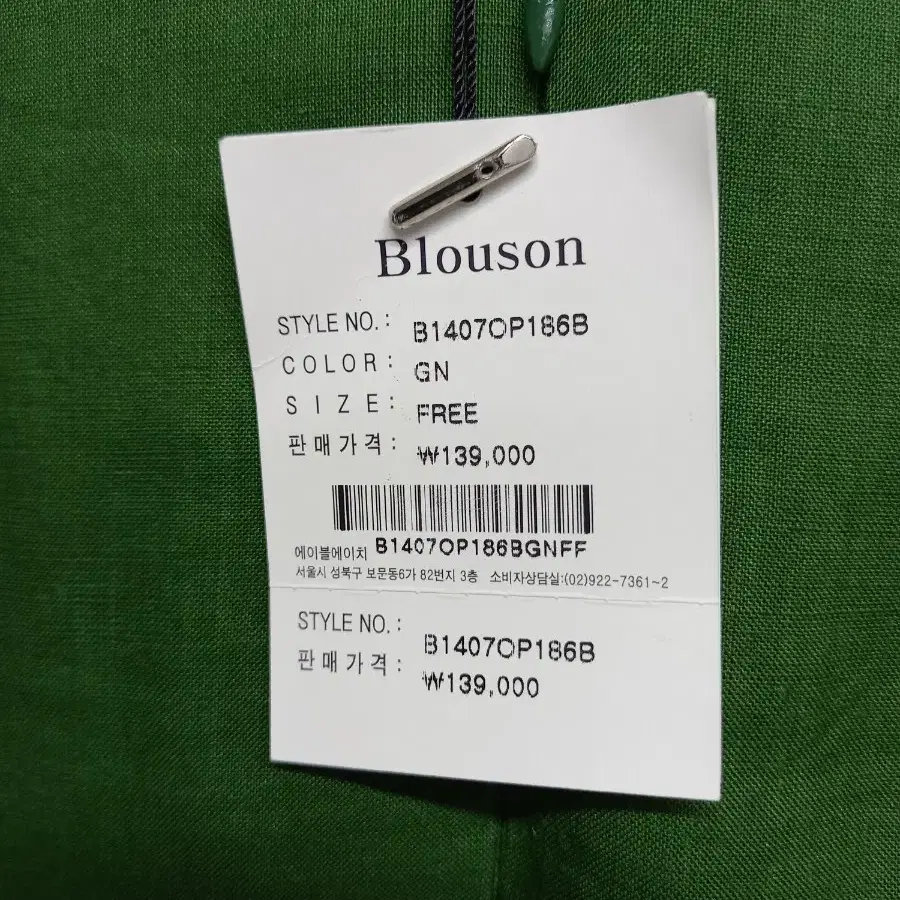 Blouson
STYLE NO.: B1407OP186B
COLOR: GN
SIZE: FREE
판매가격: ₩139,000
에이블에이치 B1407OP186BGNFF
서울시 성북구 보문동6가 82번지 3층 소비자상담실:(02)922-7361~2
STYLE NO.: B1407OP186B
판매가격: ₩139,000